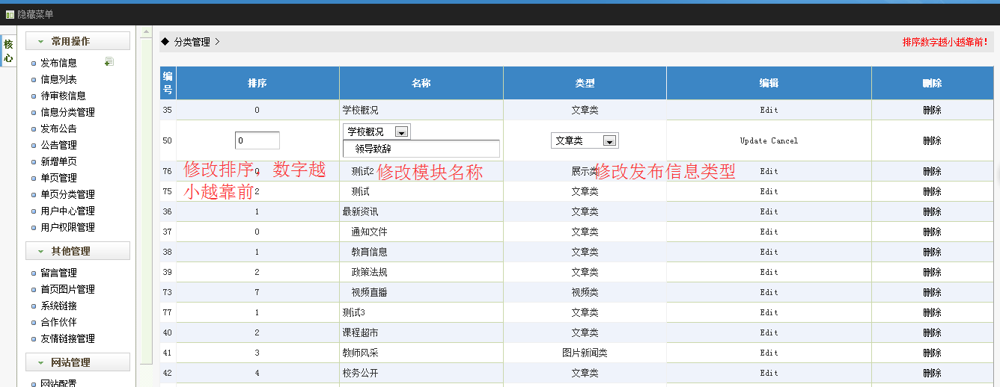 隐藏菜单
核
心
常用操作
发布信息
信息列表
待审核信息
信息分类管理
发布公告
公告管理
新增单页
单页管理
单页分类管理
用户中心管理
用户权限管理
其他管理
留言管理
首页图片管理
系统链接
合作伙伴
友情链接管理
网站管理
网站配置
◆ 分类管理 > 排序数字越小越靠前!
编号 排序 名称 类型 编辑 删除
35 0 学校概况 文章类 Edit 删除
50 0 学校概况 领导致辞 文章类 Update Cancel 删除
76 0 测试2 展示类 Edit 删除
修改排序，数字越
小越靠前
修改模块名称
修改发布信息类型
75 2 测试 文章类 Edit 删除
36 1 最新资讯 文章类 Edit 删除
37 0 通知文件 文章类 Edit 删除
38 1 教育信息 文章类 Edit 删除
39 2 政策法规 文章类 Edit 删除
73 7 视频直播 视频类 Edit 删除
77 1 测试3 文章类 Edit 删除
40 2 课程超市 文章类 Edit 删除
41 3 教师风采 图片新闻类 Edit 删除
42 4 校务公开 文章类 Edit 删除